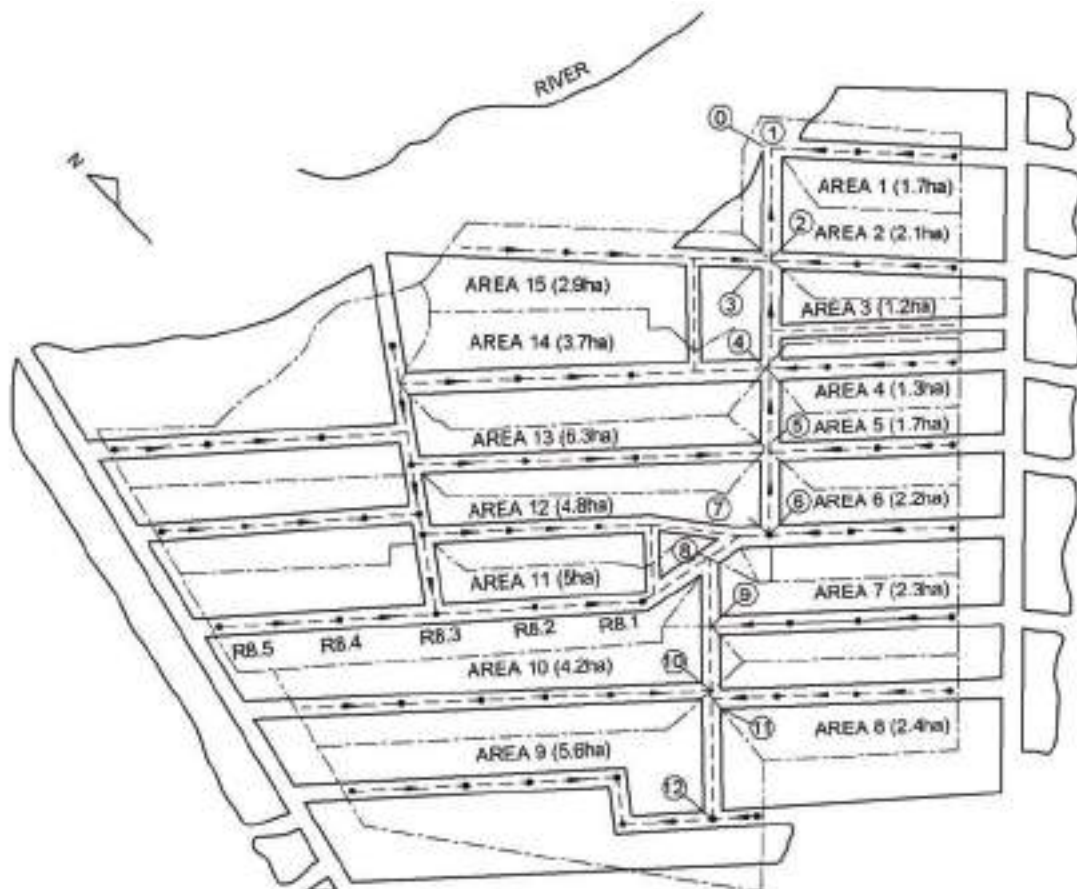 RIVER
N
0
1
AREA 1 (1.7ha)
2
AREA 2 (2.1ha)
AREA 15 (2.9ha)
3
AREA 3 (1.2ha)
AREA 14 (3.7ha)
4
AREA 4 (1.3ha)
5
AREA 5 (1.7ha)
AREA 13 (6.3ha)
AREA 12 (4.8ha)
7
6
AREA 6 (2.2ha)
8
AREA 11 (5ha)
AREA 7 (2.3ha)
9
R8.5 R8.4 R8.3 R8.2 R8.1
AREA 10 (4.2ha)
10
AREA 9 (5.6ha)
11
AREA 8 (2.4ha)
12